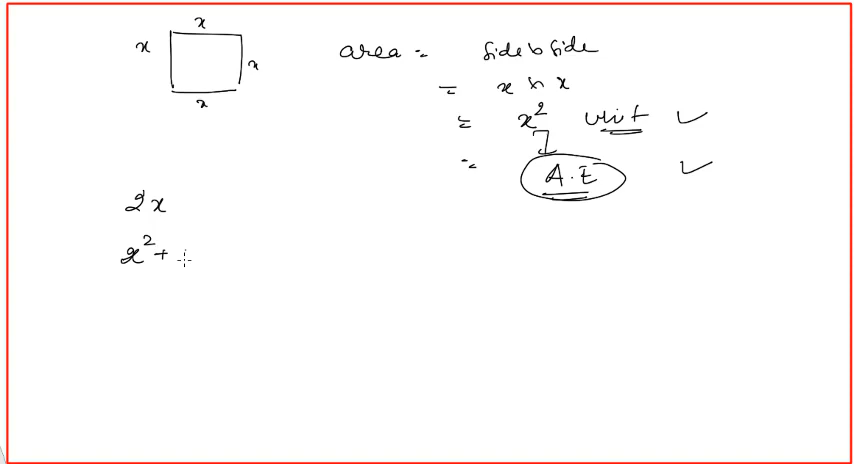 x
x
x
x
area = side × side
= x × x
= x² unit ✓
= A.E ✓
2x
x² +